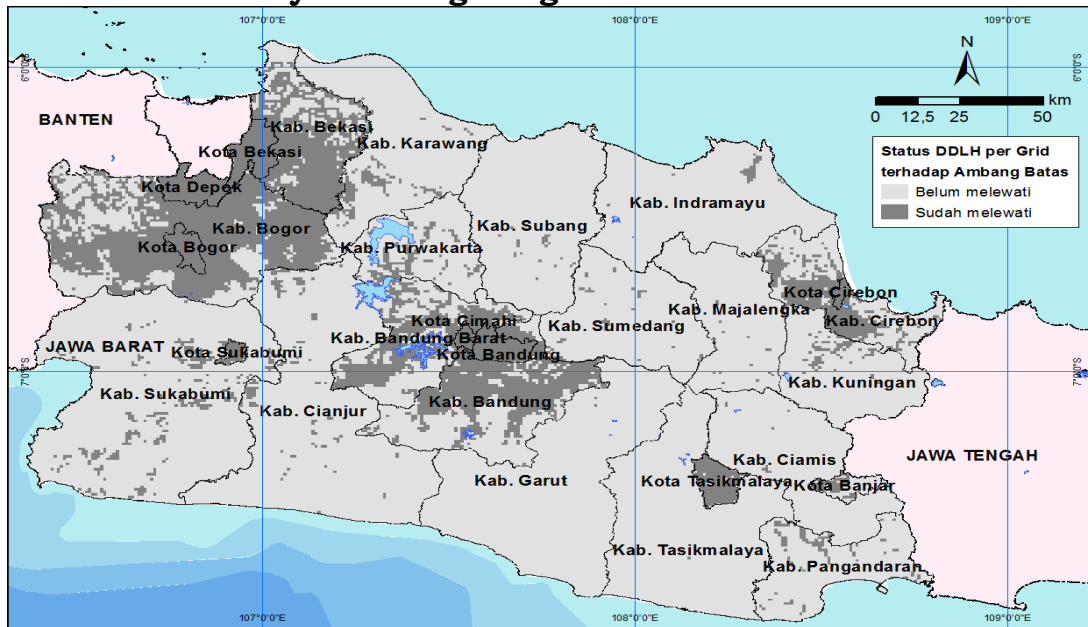 107°0'0"E
108°0'0"E
109°0'0"E
6°0'0"S
6°0'0"S
N
km
0 12,5 25 50
Status DDLH per Grid
terhadap Ambang Batas
Belum melewati
Sudah melewati
BANTEN
Kab. Bekasi
Kota Bekasi
Kab. Karawang
Kota Depok
Kab. Indramayu
Kab. Bogor
Kab. Subang
Kota Bogor
Kab. Purwakarta
Kota Cirebon
Kab. Majalengka
Kota Cimahi
Kab. Sumedang
Kab. Cirebon
JAWA BARAT
Kab. Bandung Barat
Kota Sukabumi
Kota Bandung
7°0'0"S
7°0'0"S
Kab. Kuningan
Kab. Sukabumi
Kab. Cianjur
Kab. Bandung
JAWA TENGAH
Kab. Ciamis
Kab. Garut
Kota Tasikmalaya
Kota Banjar
Kab. Tasikmalaya
Kab. Pangandaran
107°0'0"E
108°0'0"E
109°0'0"E